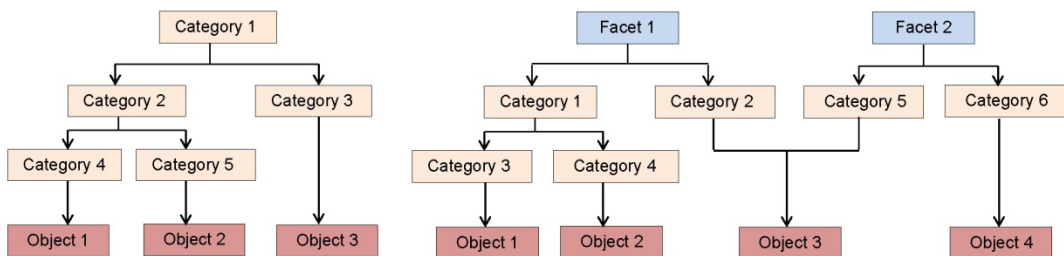 Category 1
Category 2
Category 3
Category 4
Category 5
Object 1
Object 2
Object 3
Facet 1
Facet 2
Category 1
Category 2
Category 5
Category 6
Category 3
Category 4
Object 1
Object 2
Object 3
Object 4